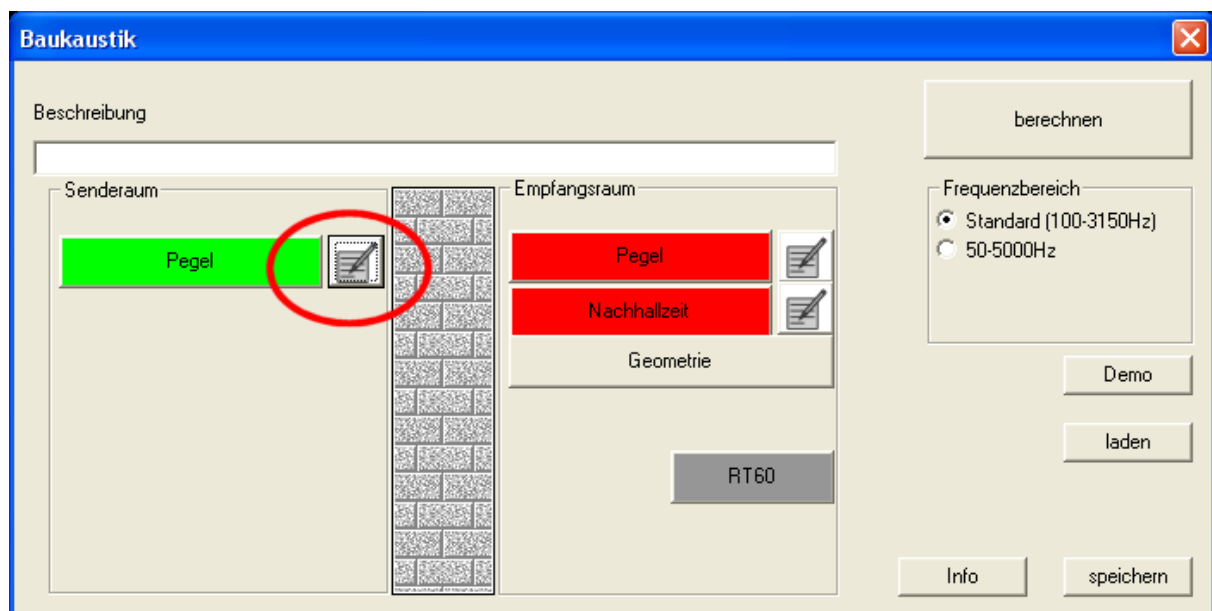 Baukaustik
Beschreibung
berechnen
Senderaum
Empfangsraum
Frequenzbereich
Standard (100-3150Hz)
50-5000Hz
Pegel
Pegel
Nachhallzeit
Geometrie
Demo
laden
RT60
Info
speichern